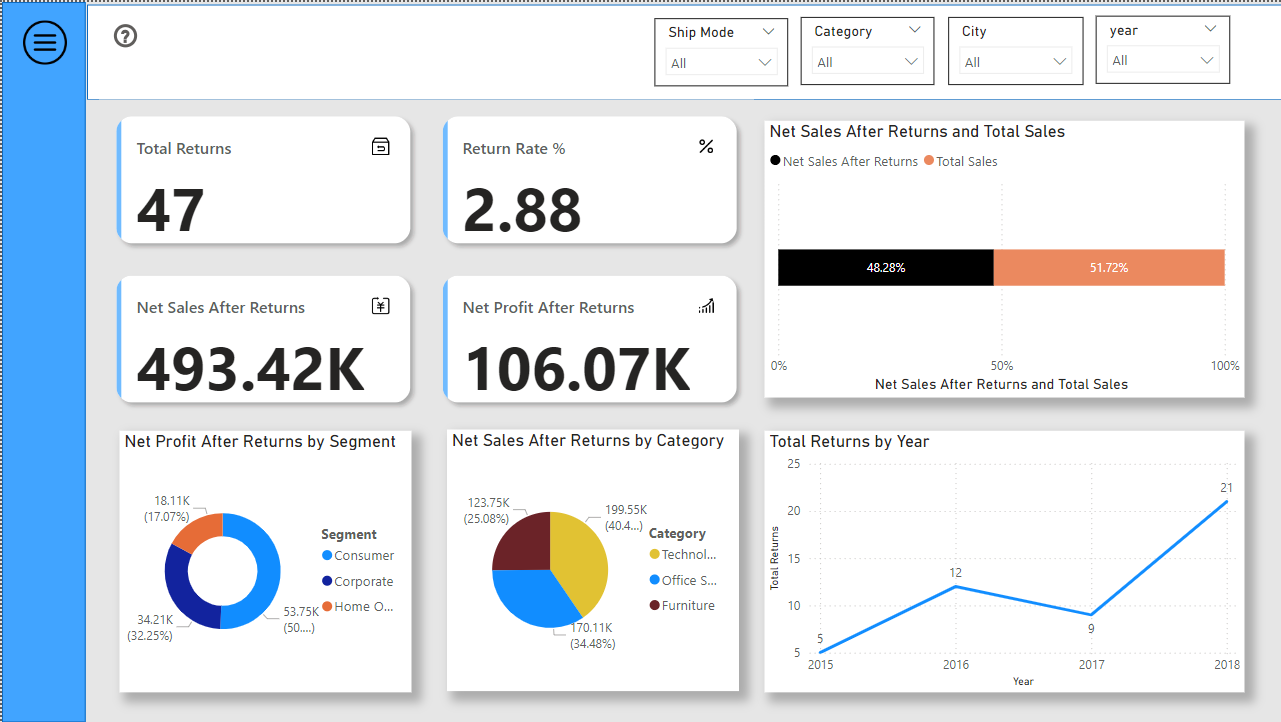 Ship Mode
All
Category
All
City
All
year
All
Total Returns
47
Return Rate %
2.88
Net Sales After Returns
493.42K
Net Profit After Returns
106.07K
Net Sales After Returns and Total Sales
Net Sales After Returns Total Sales
48.28% 51.72%
0% 50% 100%
Net Sales After Returns and Total Sales
Net Profit After Returns by Segment
18.11K
(17.07%)
34.21K
(32.25%)
53.75K
(50....)
Segment
Consumer
Corporate
Home O...
Net Sales After Returns by Category
123.75K
(25.08%)
199.55K
(40.4...)
170.11K
(34.48%)
Category
Technol...
Office S...
Furniture
Total Returns by Year
Total Returns
25
20
15
10
5
5
12
9
21
2015 2016 2017 2018
Year